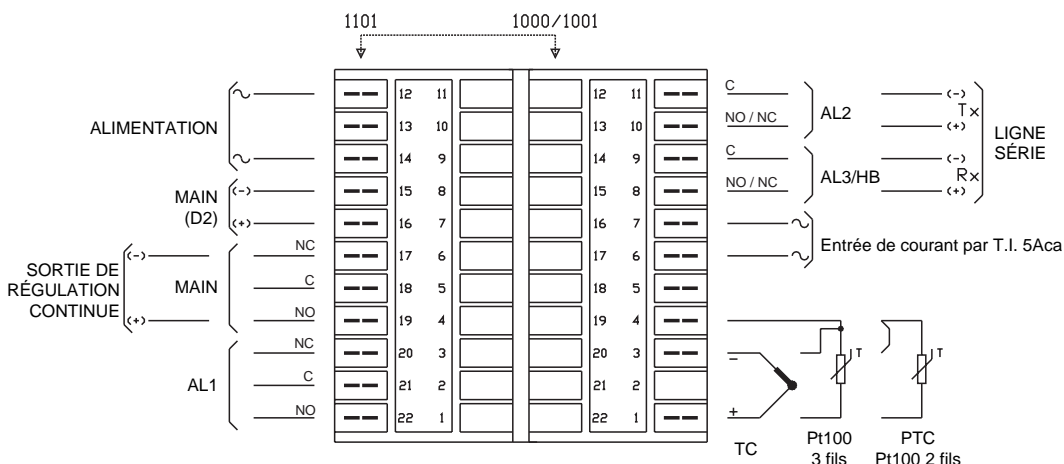 1101 1000/1001
ALIMENTATION
MAIN
(D2)
(-)
(+)
SORTIE DE
RÉGULATION
CONTINUE
(-)
(+)
MAIN
NC
C
NO
AL1
NC
C
NO
12 11
13 10
14 9
15 8
16 7
17 6
18 5
19 4
20 3
21 2
22 1
12 11
13 10
14 9
15 8
16 7
17 6
18 5
19 4
20 3
21 2
22 1
C
NO / NC
AL2
C
NO / NC
AL3/HB
(-)
Tx
(+)
(-)
Rx
(+)
LIGNE
SÉRIE
Entrée de courant par T.I. 5Aca
−
+
TC
T
Pt100
3 fils
T
PTC
Pt100 2 fils